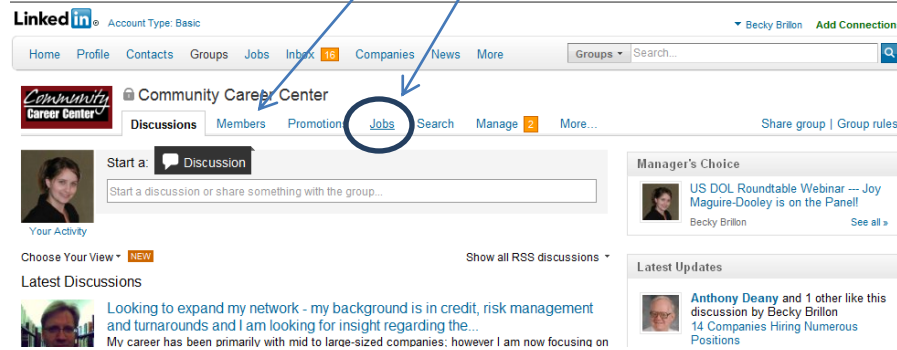 Linked in® Account Type: Basic
Becky Brillon Add Connection
Home Profile Contacts Groups Jobs Inbox 16 Companies News More
Groups Search...
Community Career Center
Community Career Center
Discussions Members Promotions Jobs Search Manage 2 More...
Share group | Group rules
Start a: Discussion
Start a discussion or share something with the group...
Your Activity
Choose Your View NEW
Show all RSS discussions
Latest Discussions
Looking to expand my network - my background is in credit, risk management
and turnarounds and I am looking for insight regarding the...
My career has been primarily with mid to large-sized companies; however I am now focusing on
Manager's Choice
US DOL Roundtable Webinar --- Joy
Maguire-Dooley is on the Panel!
Becky Brillon See all »
Latest Updates
Anthony Deany and 1 other like this
discussion by Becky Brillon
14 Companies Hiring Numerous
Positions